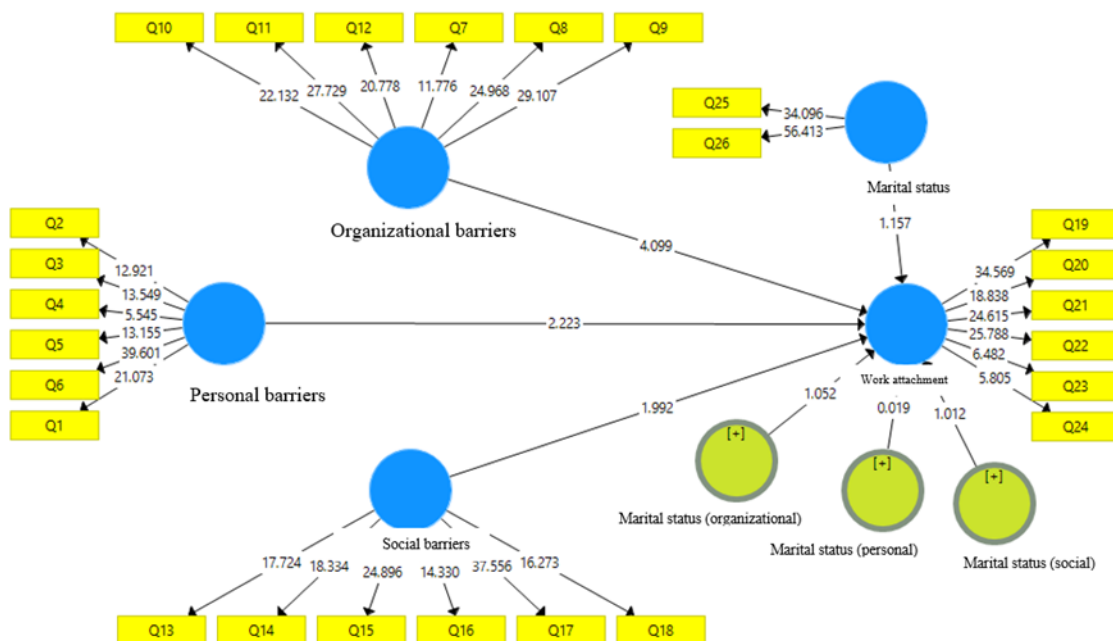 Q10 Q11 Q12 Q7 Q8 Q9
22.132 27.729 20.778 11.776 24.968 29.107
Organizational barriers
Q25
Q26
34.096
56.413
Marital status
1.157
4.099
Q2
Q3
Q4
Q5
Q6
Q1
12.921
13.549
5.545
13.155
39.601
21.073
Personal barriers
2.223
1.992
Q19
Q20
Q21
Q22
Q23
Q24
34.569
18.838
24.615
25.788
6.482
5.805
Work attachment
1.052
0.019
1.012
[+]
Marital status (organizational)
[+]
Marital status (personal)
[+]
Marital status (social)
Social barriers
17.724 18.334 24.896 14.330 37.556 16.273
Q13 Q14 Q15 Q16 Q17 Q18